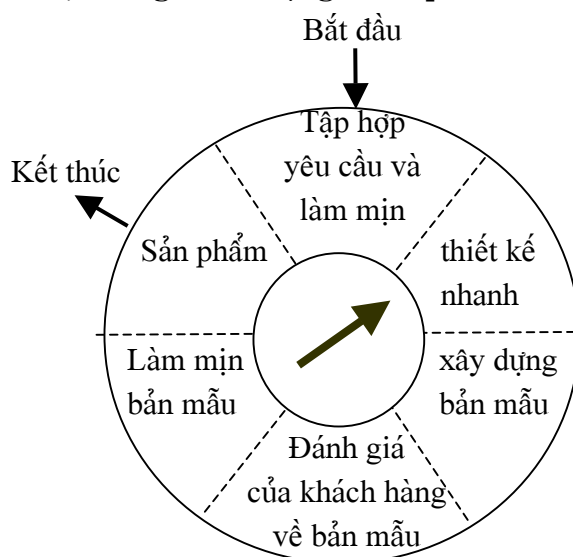 Bắt đầu
Tập hợp
yêu cầu và
làm mịn
Kết thúc
Sản phẩm
thiết kế
nhanh
Làm mịn
bản mẫu
xây dựng
bản mẫu
Đánh giá
của khách hàng
về bản mẫu